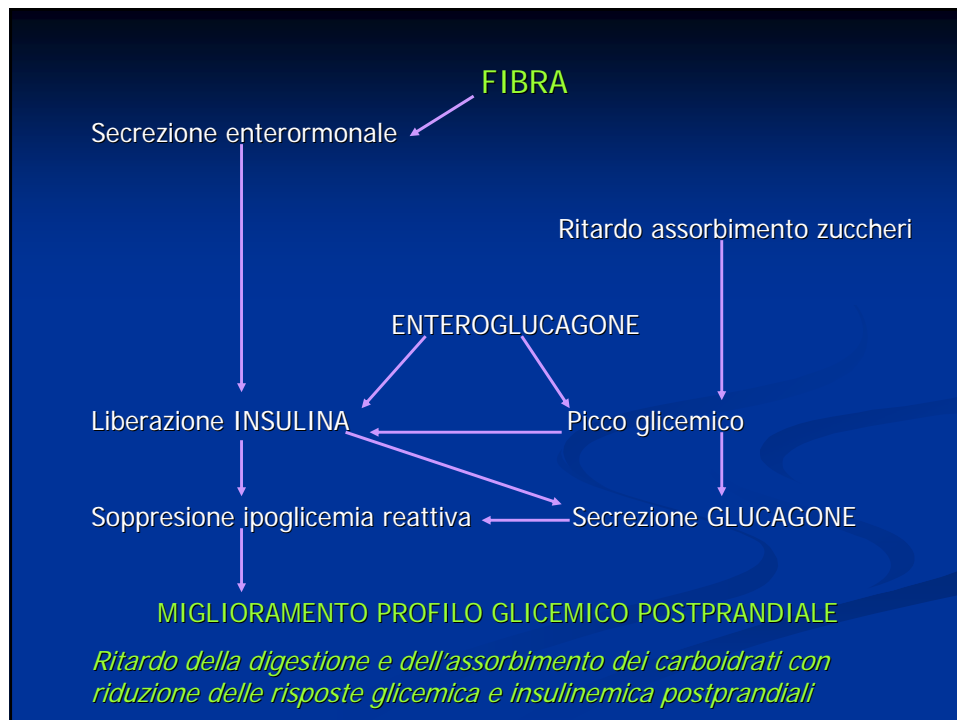 FIBRA
Secrezione enterormonale
Ritardo assorbimento zuccheri
ENTEROGLUCAGONE
Liberazione INSULINA
Picco glicemico
Soppresione ipoglicemia reattiva
Secrezione GLUCAGONE
MIGLIORAMENTO PROFILO GLICEMICO POSTPRANDIALE
Ritardo della digestione e dell'assorbimento dei carboidrati con
riduzione delle risposte glicemica e insulinemica postprandiali